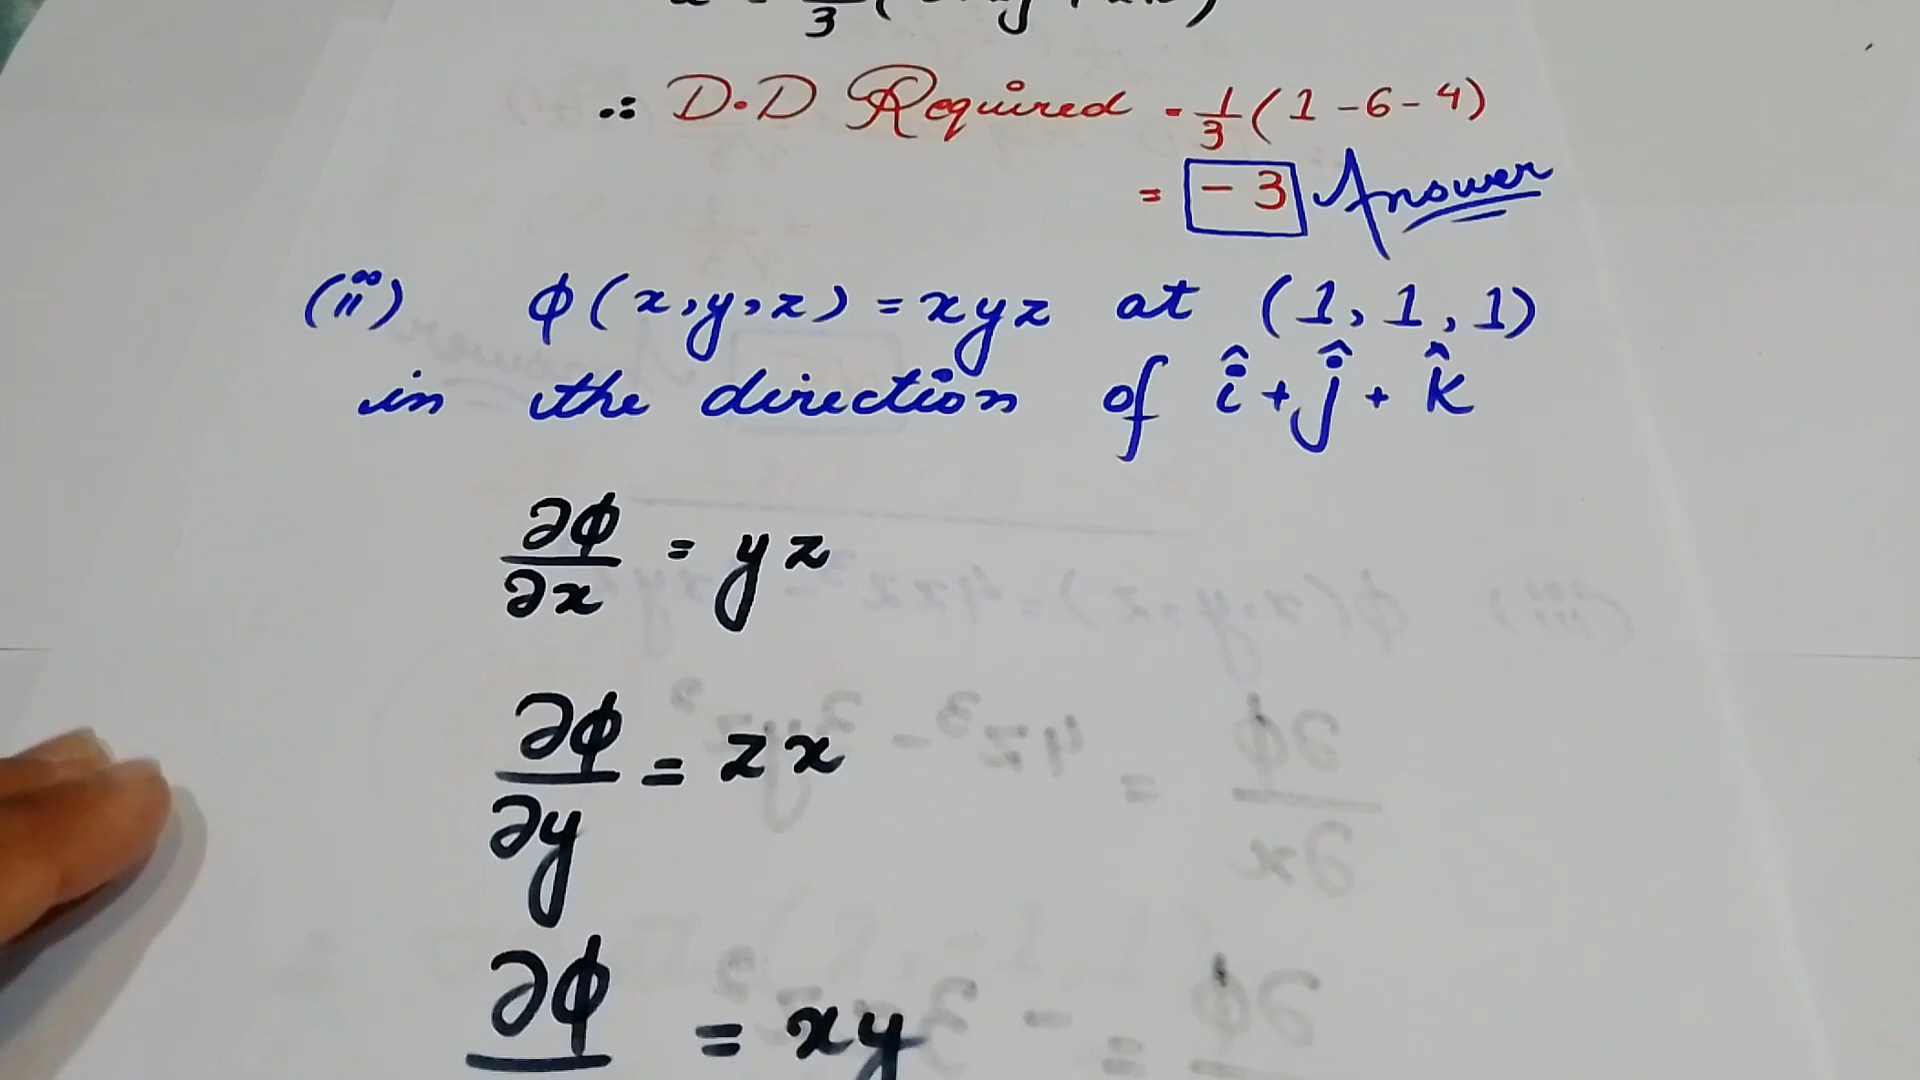 ∴ D.D Required = 1/3 (1 - 6 - 4)
= -3 Answer
(ii) ϕ(x,y,z) = xyz at (1,1,1)
in the direction of î + ĵ + k̂
∂ϕ/∂x = yz
∂ϕ/∂y = zx
∂ϕ
= xy